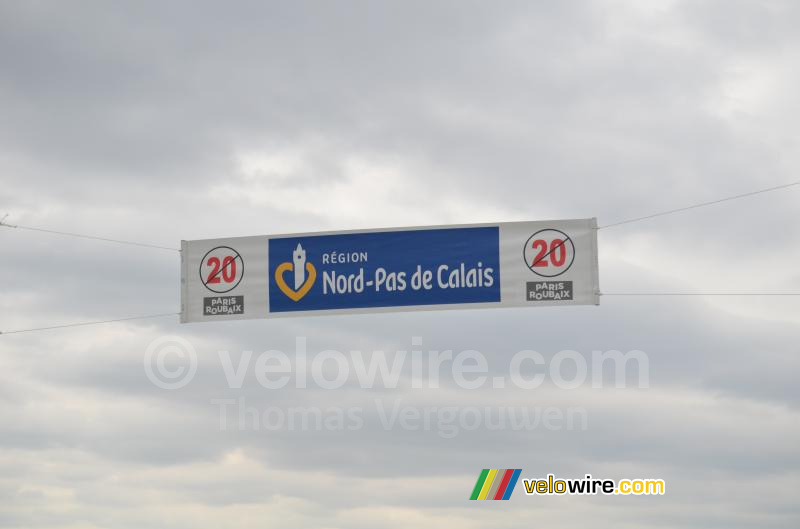 20
PARIS
ROUBAIX
RÉGION
Nord-Pas de Calais
20
PARIS
ROUBAIX
© velowire.com
Thomas Vergouwen
velowire.com